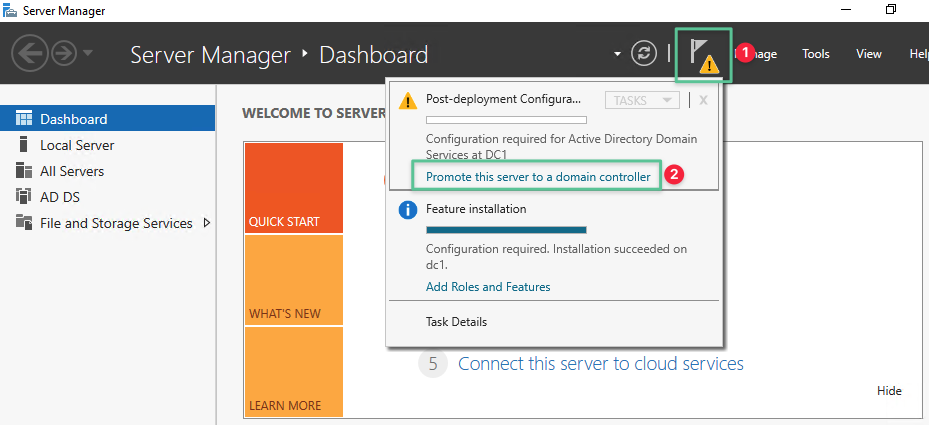 Server Manager
Server Manager ‣ Dashboard
1
nage
Tools
View
Hel
Dashboard
Local Server
All Servers
AD DS
File and Storage Services
WELCOME TO SERVER
QUICK START
WHAT'S NEW
LEARN MORE
Post-deployment Configura...
TASKS
X
Configuration required for Active Directory Domain
Services at DC1
Promote this server to a domain controller
2
Feature installation
Configuration required. Installation succeeded on
dc1.
Add Roles and Features
Task Details
5 Connect this server to cloud services
Hide